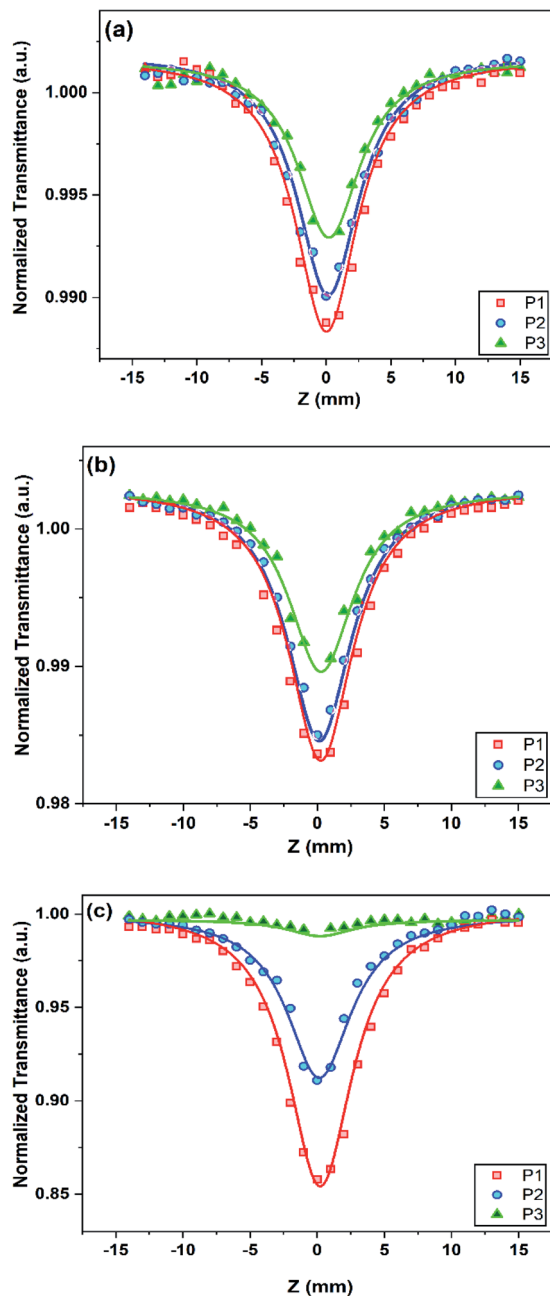 (a)
Normalized Transmittance (a.u.)
1.000
0.995
0.990
-15 -10 -5 0 5 10 15
Z (mm)
P1
P2
P3
(b)
Normalized Transmittance (a.u.)
1.00
0.99
0.98
-15 -10 -5 0 5 10 15
Z (mm)
P1
P2
P3
(c)
Normalized Transmittance (a.u.)
1.00
0.95
0.90
0.85
-15 -10 -5 0 5 10 15
Z (mm)
P1
P2
P3